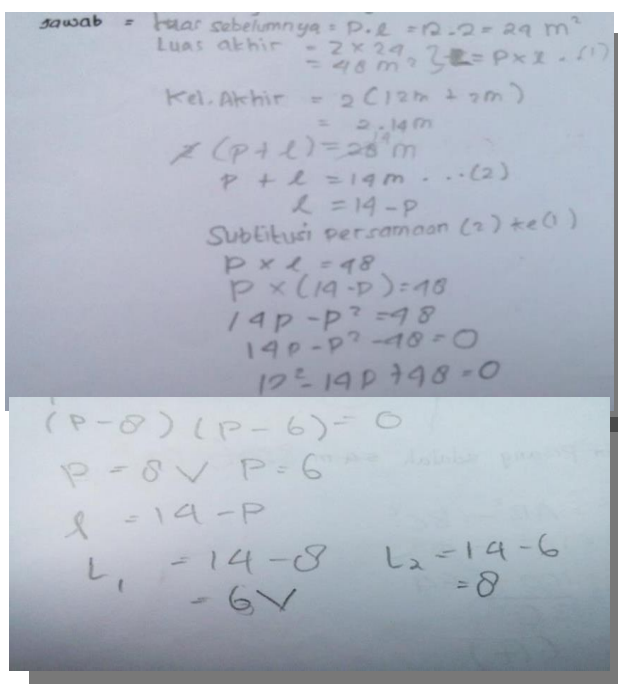 Jawab = Luas sebelumnya = P.l = 12.2 = 24 m²
Luas akhir = 2 x 24
= 48 m² } L = P x l .(1)
Kel. Akhir = 2 (12m + 2m)
= 2.14m
2 (p + l) = 28 14 m
p + l = 14m ...(2)
l = 14 - p
Subtitusi persamaan (2) ke(1)
P x l = 48
P x (14-p) = 48
14p - p² = 48
14p - p² - 48 = 0
p² - 14p + 48 = 0
(P-8) (P-6) = 0
P = 8 V P = 6
l = 14 - P
L₁ = 14 - 8 L₂ = 14 - 6
= 6 V = 8